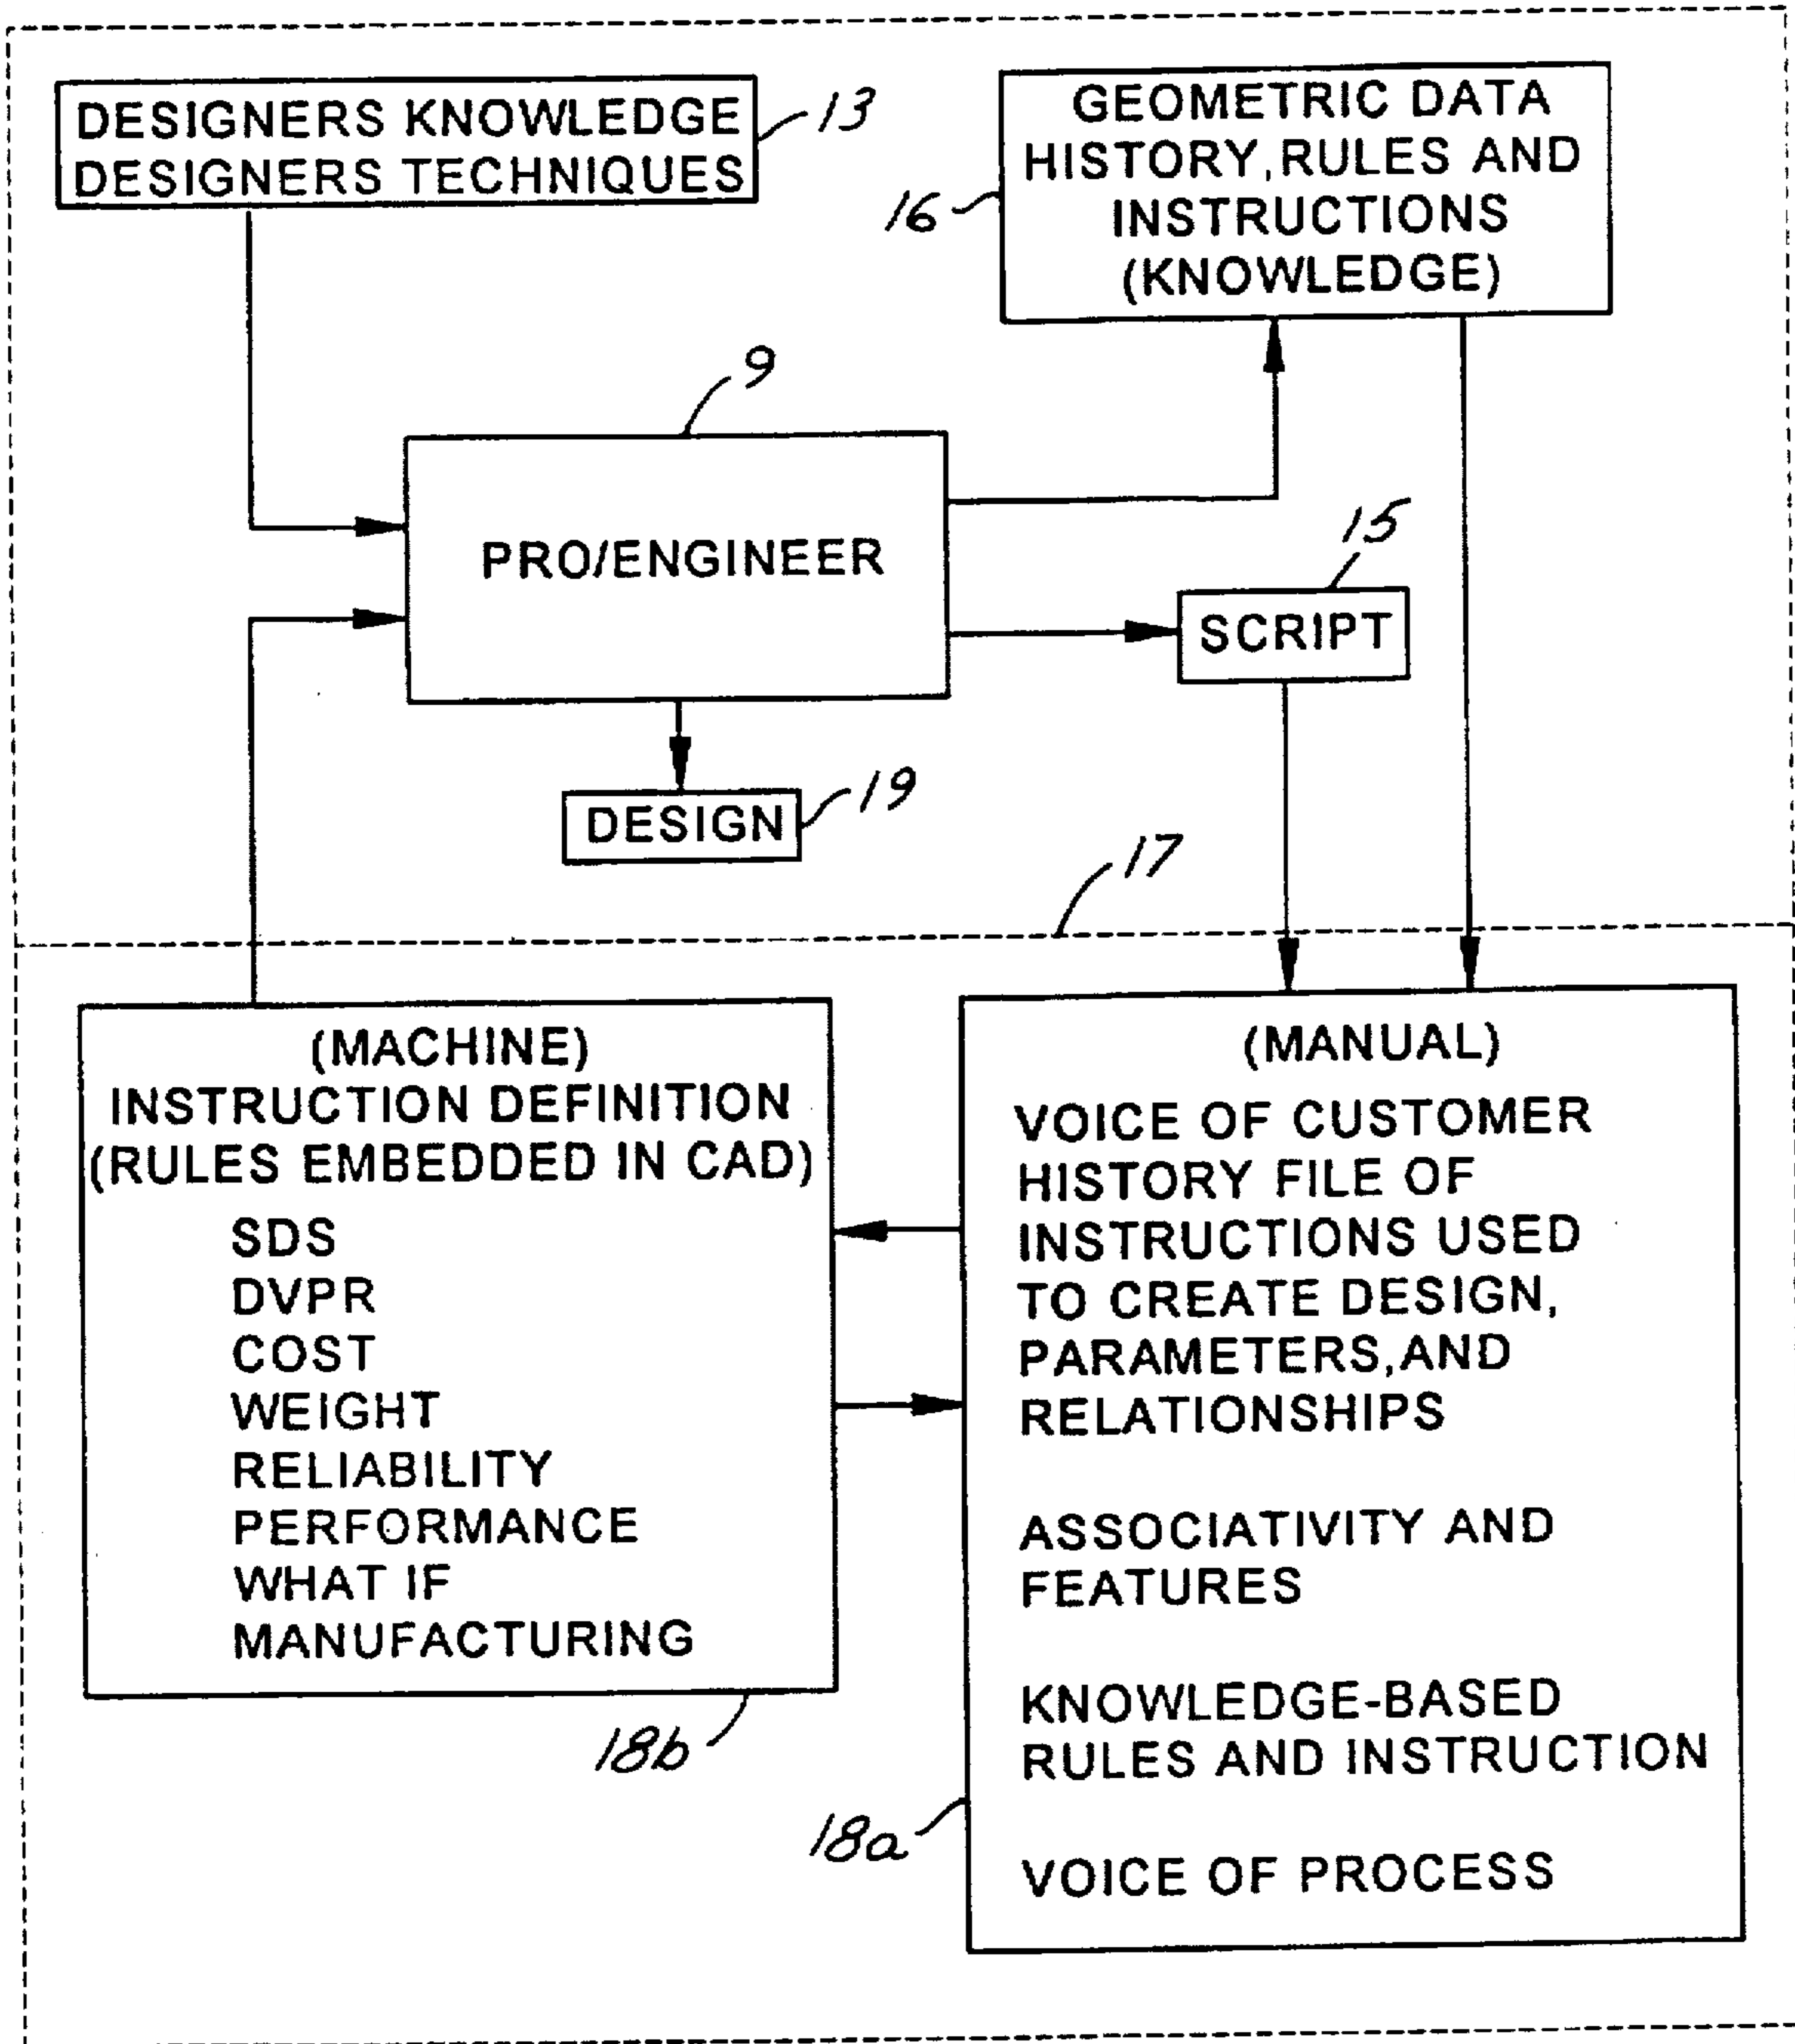 DESIGNERS KNOWLEDGE
DESIGNERS TECHNIQUES
13
GEOMETRIC DATA
HISTORY, RULES AND
INSTRUCTIONS
(KNOWLEDGE)
16
9
PRO/ENGINEER
15
SCRIPT
DESIGN
19
17
(MACHINE)
INSTRUCTION DEFINITION
(RULES EMBEDDED IN CAD)
SDS
DVPR
COST
WEIGHT
RELIABILITY
PERFORMANCE
WHAT IF
MANUFACTURING
18b
(MANUAL)
VOICE OF CUSTOMER
HISTORY FILE OF
INSTRUCTIONS USED
TO CREATE DESIGN,
PARAMETERS, AND
RELATIONSHIPS
ASSOCIATIVITY AND
FEATURES
KNOWLEDGE-BASED
RULES AND INSTRUCTION
VOICE OF PROCESS
18a